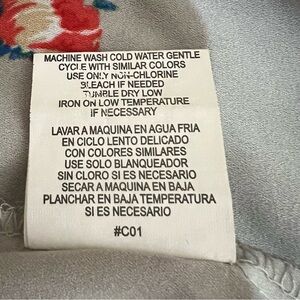 MACHINE WASH COLD WATER GENTLE
CYCLE WITH SIMILAR COLORS
USE ONLY NON-CHLORINE
BLEACH IF NEEDED
TUMBLE DRY LOW
IRON ON LOW TEMPERATURE
IF NECESSARY
LAVAR A MAQUINA EN AGUA FRIA
EN CICLO LENTO DELICADO
CON COLORES SIMILARES
USE SOLO BLANQUEADOR
SIN CLORO SI ES NECESARIO
SECAR A MAQUINA EN BAJA
PLANCHAR EN BAJA TEMPERATURA
SI ES NECESARIO
#C01